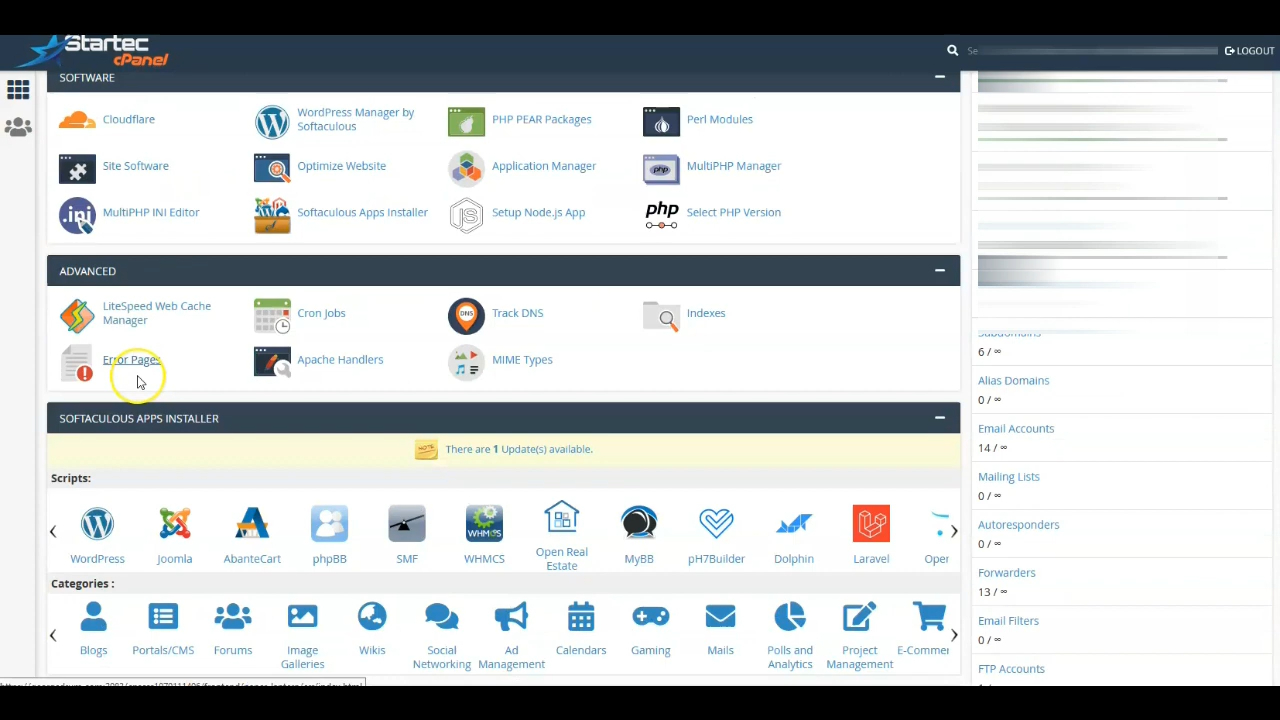 Startec
cPanel
Se
LOGOUT
SOFTWARE
Cloudflare
WordPress Manager by
Softaculous
PHP PEAR Packages
Perl Modules
Site Software
Optimize Website
Application Manager
MultiPHP Manager
MultiPHP INI Editor
Softaculous Apps Installer
Setup Node.js App
Select PHP Version
ADVANCED
LiteSpeed Web Cache
Manager
Cron Jobs
Track DNS
Indexes
Error Pages
Apache Handlers
MIME Types
SOFTACULOUS APPS INSTALLER
There are 1 Update(s) available.
Scripts:
WordPress
Joomla
AbanteCart
phpBB
SMF
WHMCS
Open Real
Estate
MyBB
pH7Builder
Dolphin
Laravel
Oper
Categories :
Blogs
Portals/CMS
Forums
Image
Galleries
Wikis
Social
Networking
Ad
Management
Calendars
Gaming
Mails
Polls and
Analytics
Project
Management
E-Commer
Subdomains
6 / ∞
Alias Domains
0 / ∞
Email Accounts
14 / ∞
Mailing Lists
0 / ∞
Autoresponders
0 / ∞
Forwarders
13 / ∞
Email Filters
0 / ∞
FTP Accounts